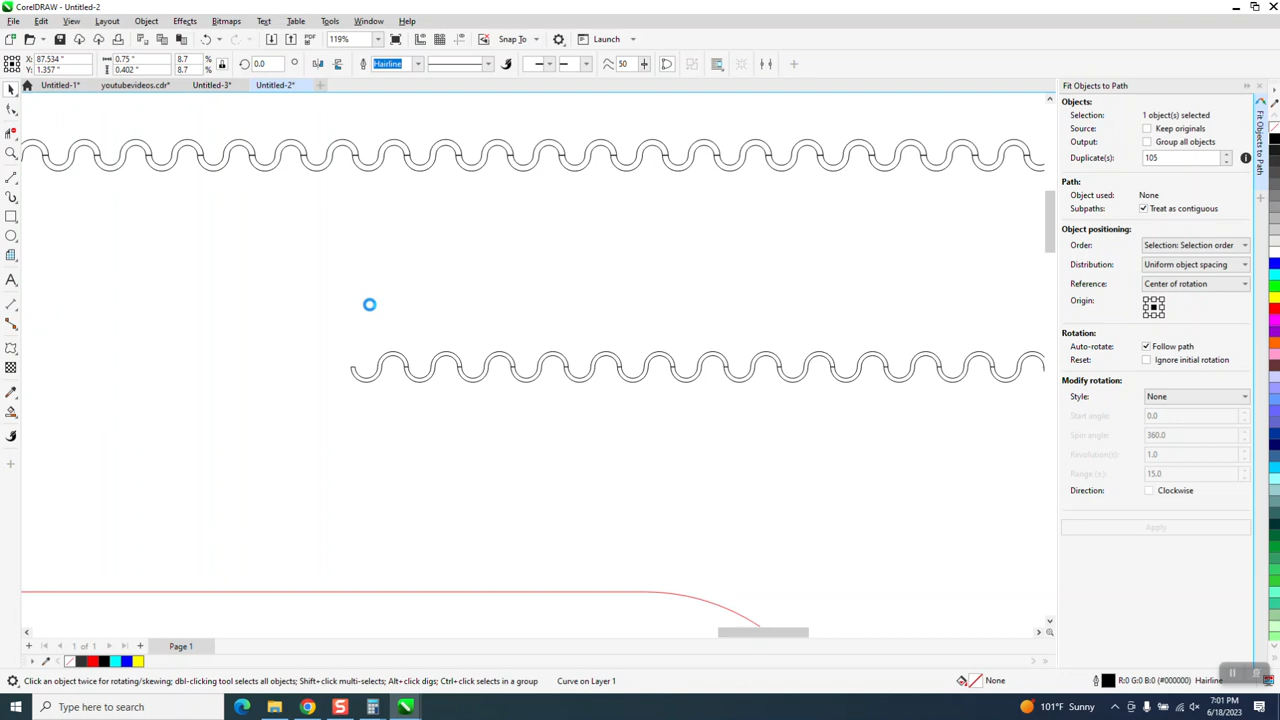 CorelDRAW - Untitled-2
File Edit View Layout Object Effects Bitmaps Text Table Tools Window Help
PDF 119% Snap To Launch
X: 87.534 " 0.75 " 8.7 % 0.0 Hairline 50
Y: 1.357 " 0.402 " 8.7 %
Untitled-1* youtubevideos.cdr* Untitled-3* Untitled-2*
Fit Objects to Path
Objects:
Selection: 1 object(s) selected
Source: Keep originals
Output: Group all objects
Duplicate(s): 105
Path:
Object used: None
Subpaths: Treat as contiguous
Object positioning:
Order: Selection: Selection order
Distribution: Uniform object spacing
Reference: Center of rotation
Origin:
Rotation:
Auto-rotate: Follow path
Reset: Ignore initial rotation
Modify rotation:
Style: None
Start angle: 0.0
Spin angle: 360.0
Revolution(s): 1.0
Range (±): 15.0
Direction: Clockwise
Apply
Fit Objects to Path
1 of 1 Page 1
Click an object twice for rotating/skewing; dbl-clicking tool selects all objects; Shift+click multi-selects; Alt+click digs; Ctrl+click selects in a group Curve on Layer 1 None R:0 G:0 B:0 (#000000) Hairline
Type here to search 101°F Sunny 7:01 PM
6/18/2023